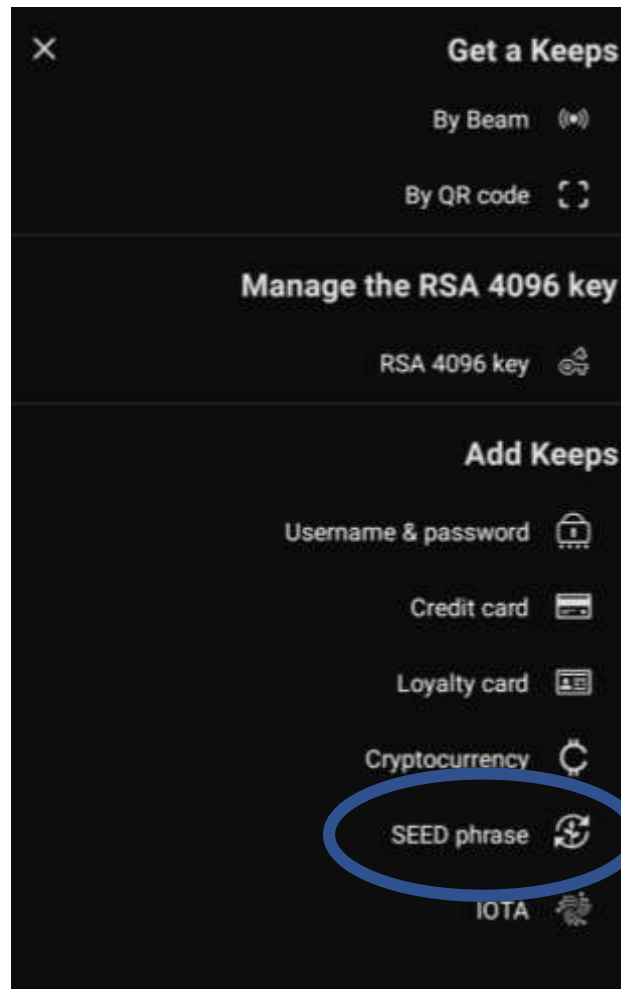 Get a Keeps
By Beam
By QR code
Manage the RSA 4096 key
RSA 4096 key
Add Keeps
Username & password
Credit card
Loyalty card
Cryptocurrency
SEED phrase
IOTA